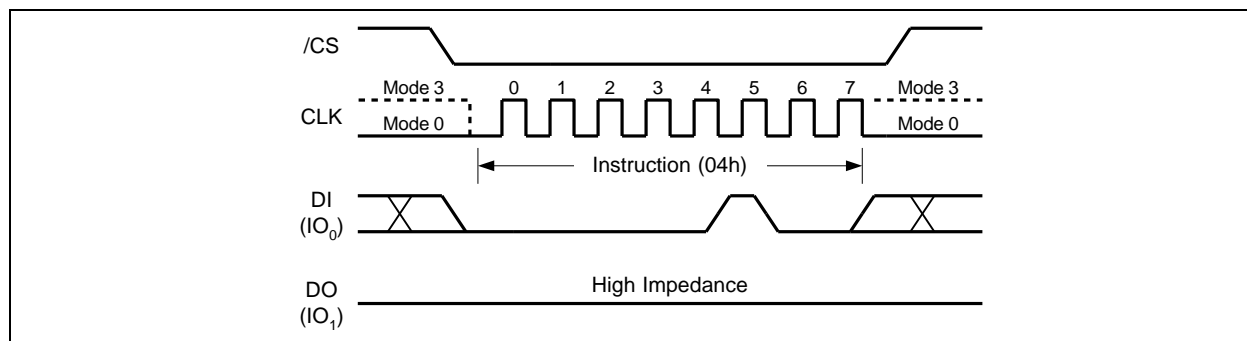 /CS
Mode 3 0 1 2 3 4 5 6 7 Mode 3
CLK
Mode 0 Mode 0
Instruction (04h)
DI
(IO₀)
High Impedance
DO
(IO₁)